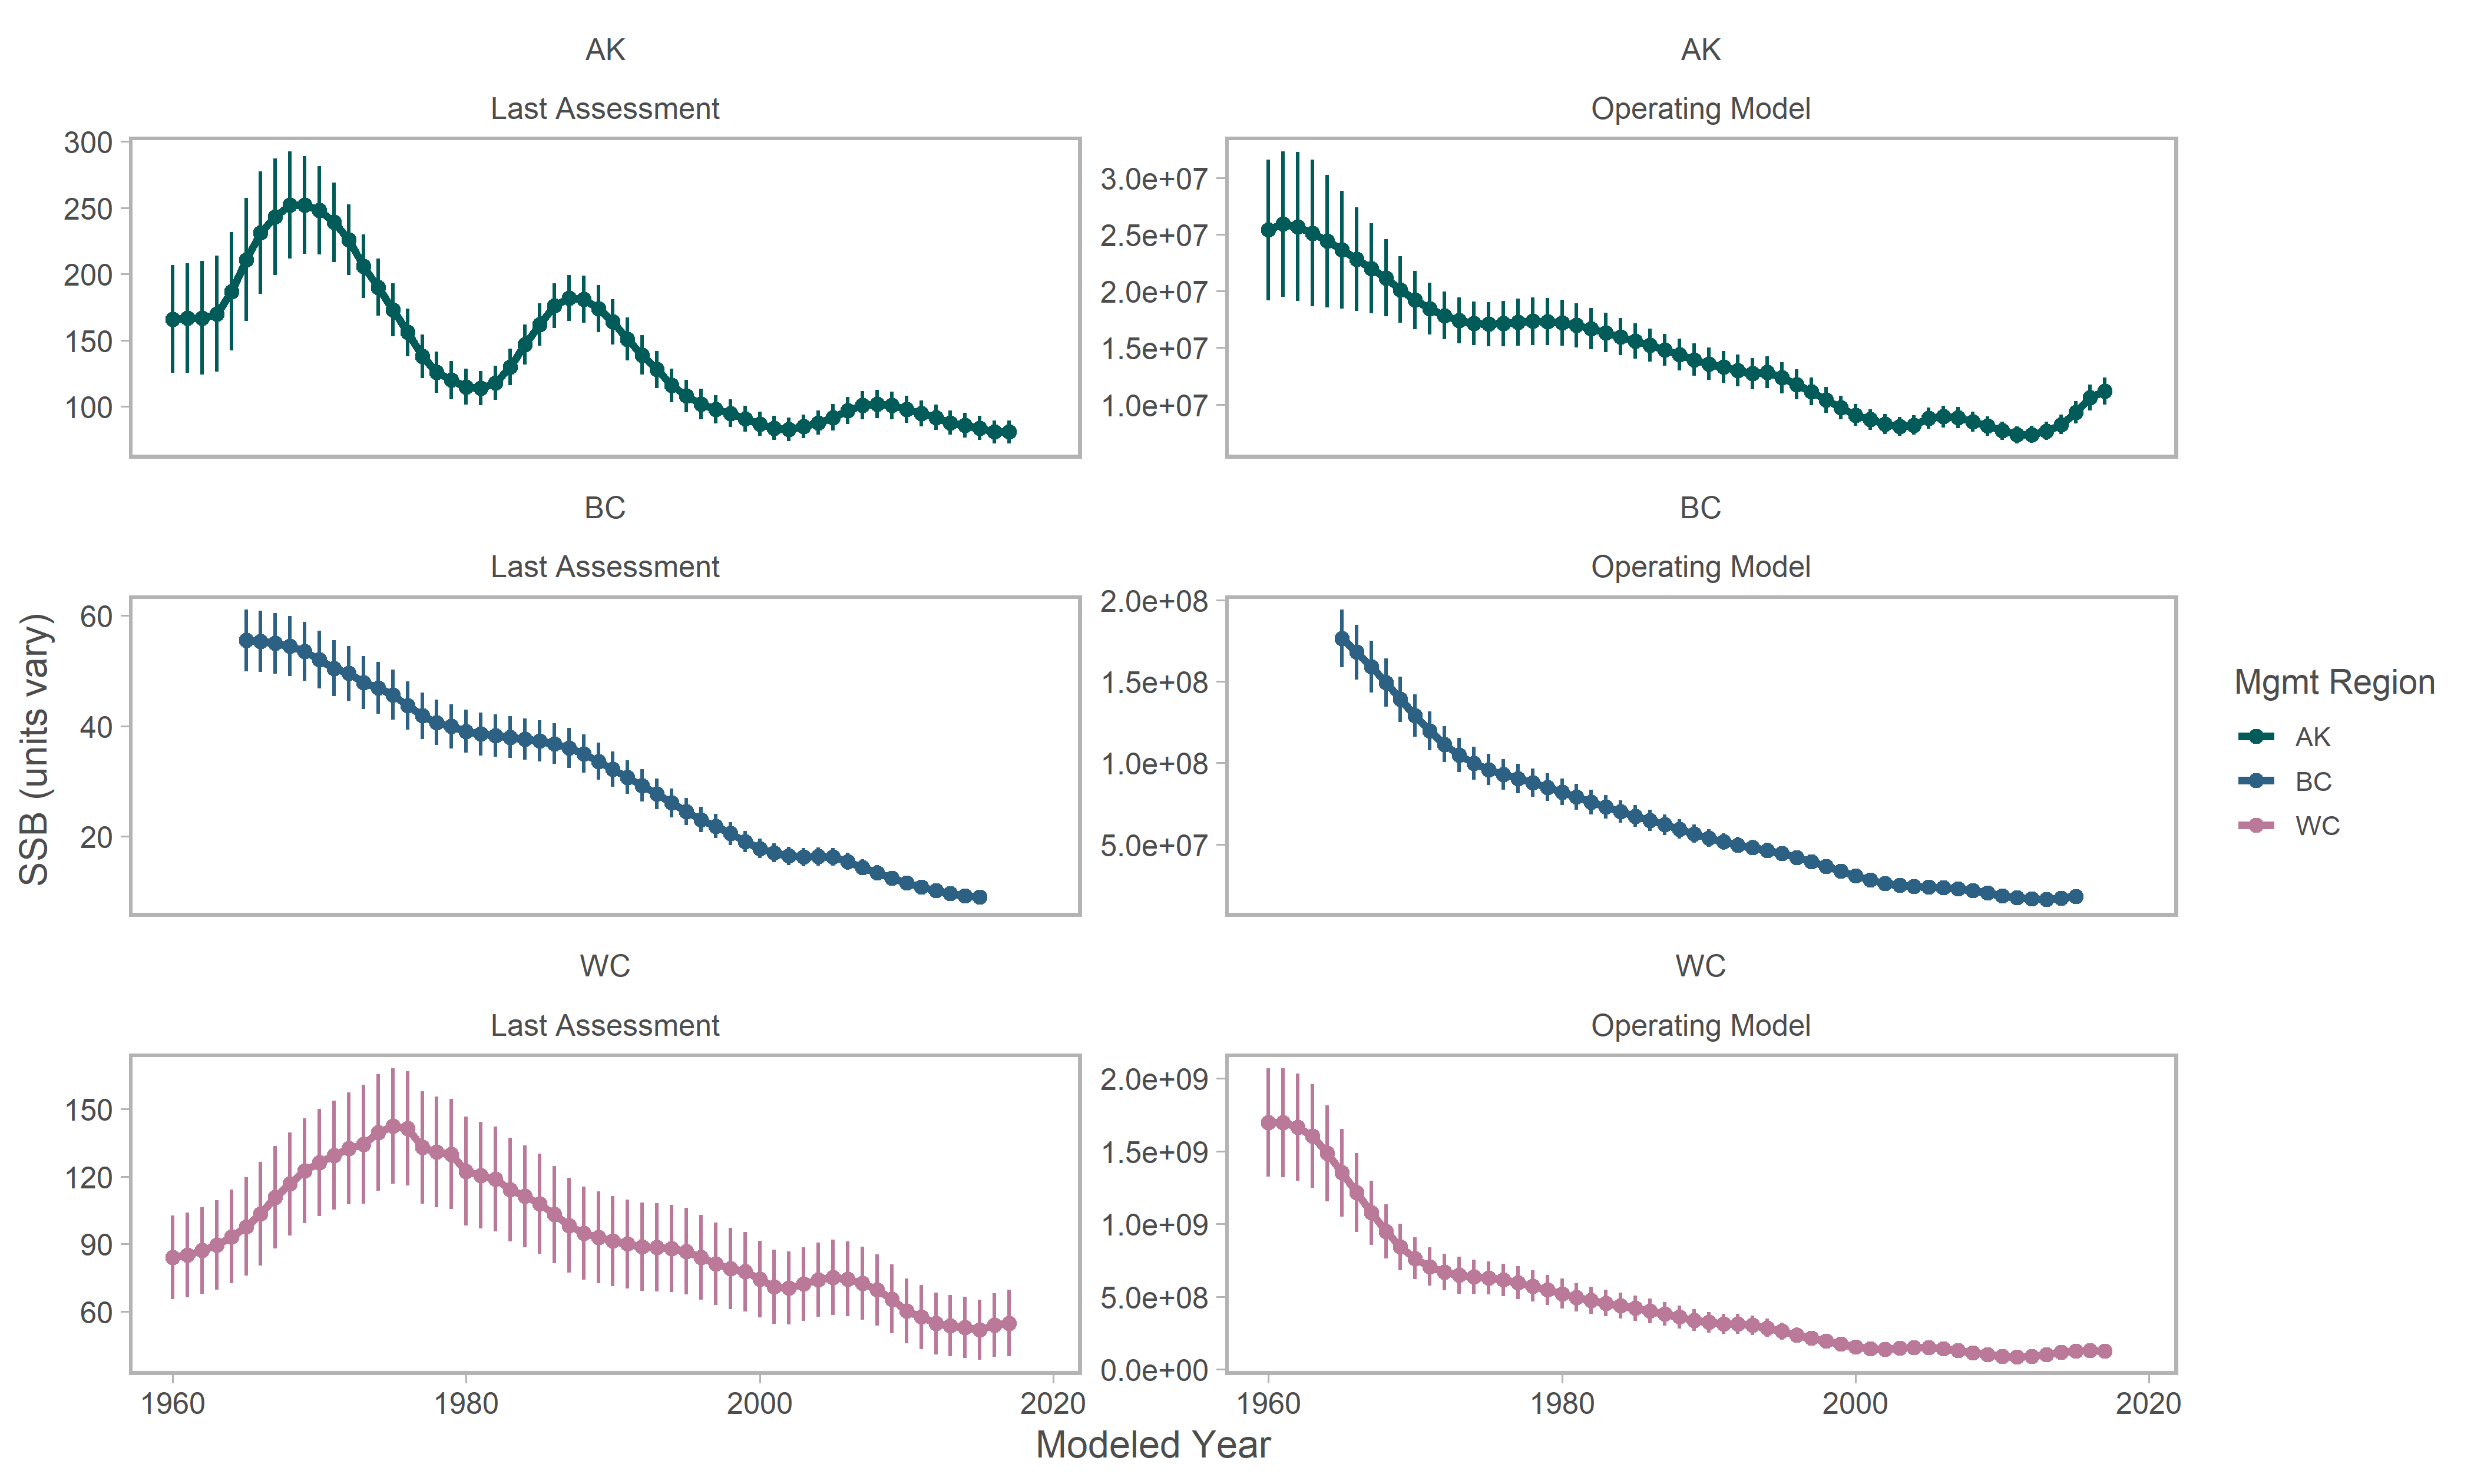 AK
Last Assessment
300
250
200
150
100
AK
Operating Model
3.0e+07
2.5e+07
2.0e+07
1.5e+07
1.0e+07
BC
Last Assessment
60
40
20
BC
Operating Model
2.0e+08
1.5e+08
1.0e+08
5.0e+07
WC
Last Assessment
150
120
90
60
1960
1980
2000
2020
WC
Operating Model
2.0e+09
1.5e+09
1.0e+09
5.0e+08
0.0e+00
1960
1980
2000
2020
SSB (units vary)
Modeled Year
Mgmt Region
AK
BC
WC